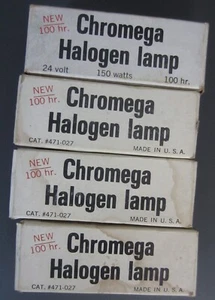 NEW
100 hr.
Chromega
Halogen lamp
24 volt 150 watts 100 hr.
NEW
100 hr.
Chromega
Halogen lamp
CAT. #471-027 MADE IN U. S. A.
NEW
100 hr.
Chromega
Halogen lamp
CAT. #471-027 MADE IN U. S. A.
NEW
100 hr.
Chromega
Halogen lamp
CAT. #471-027 MADE IN U. S. A.